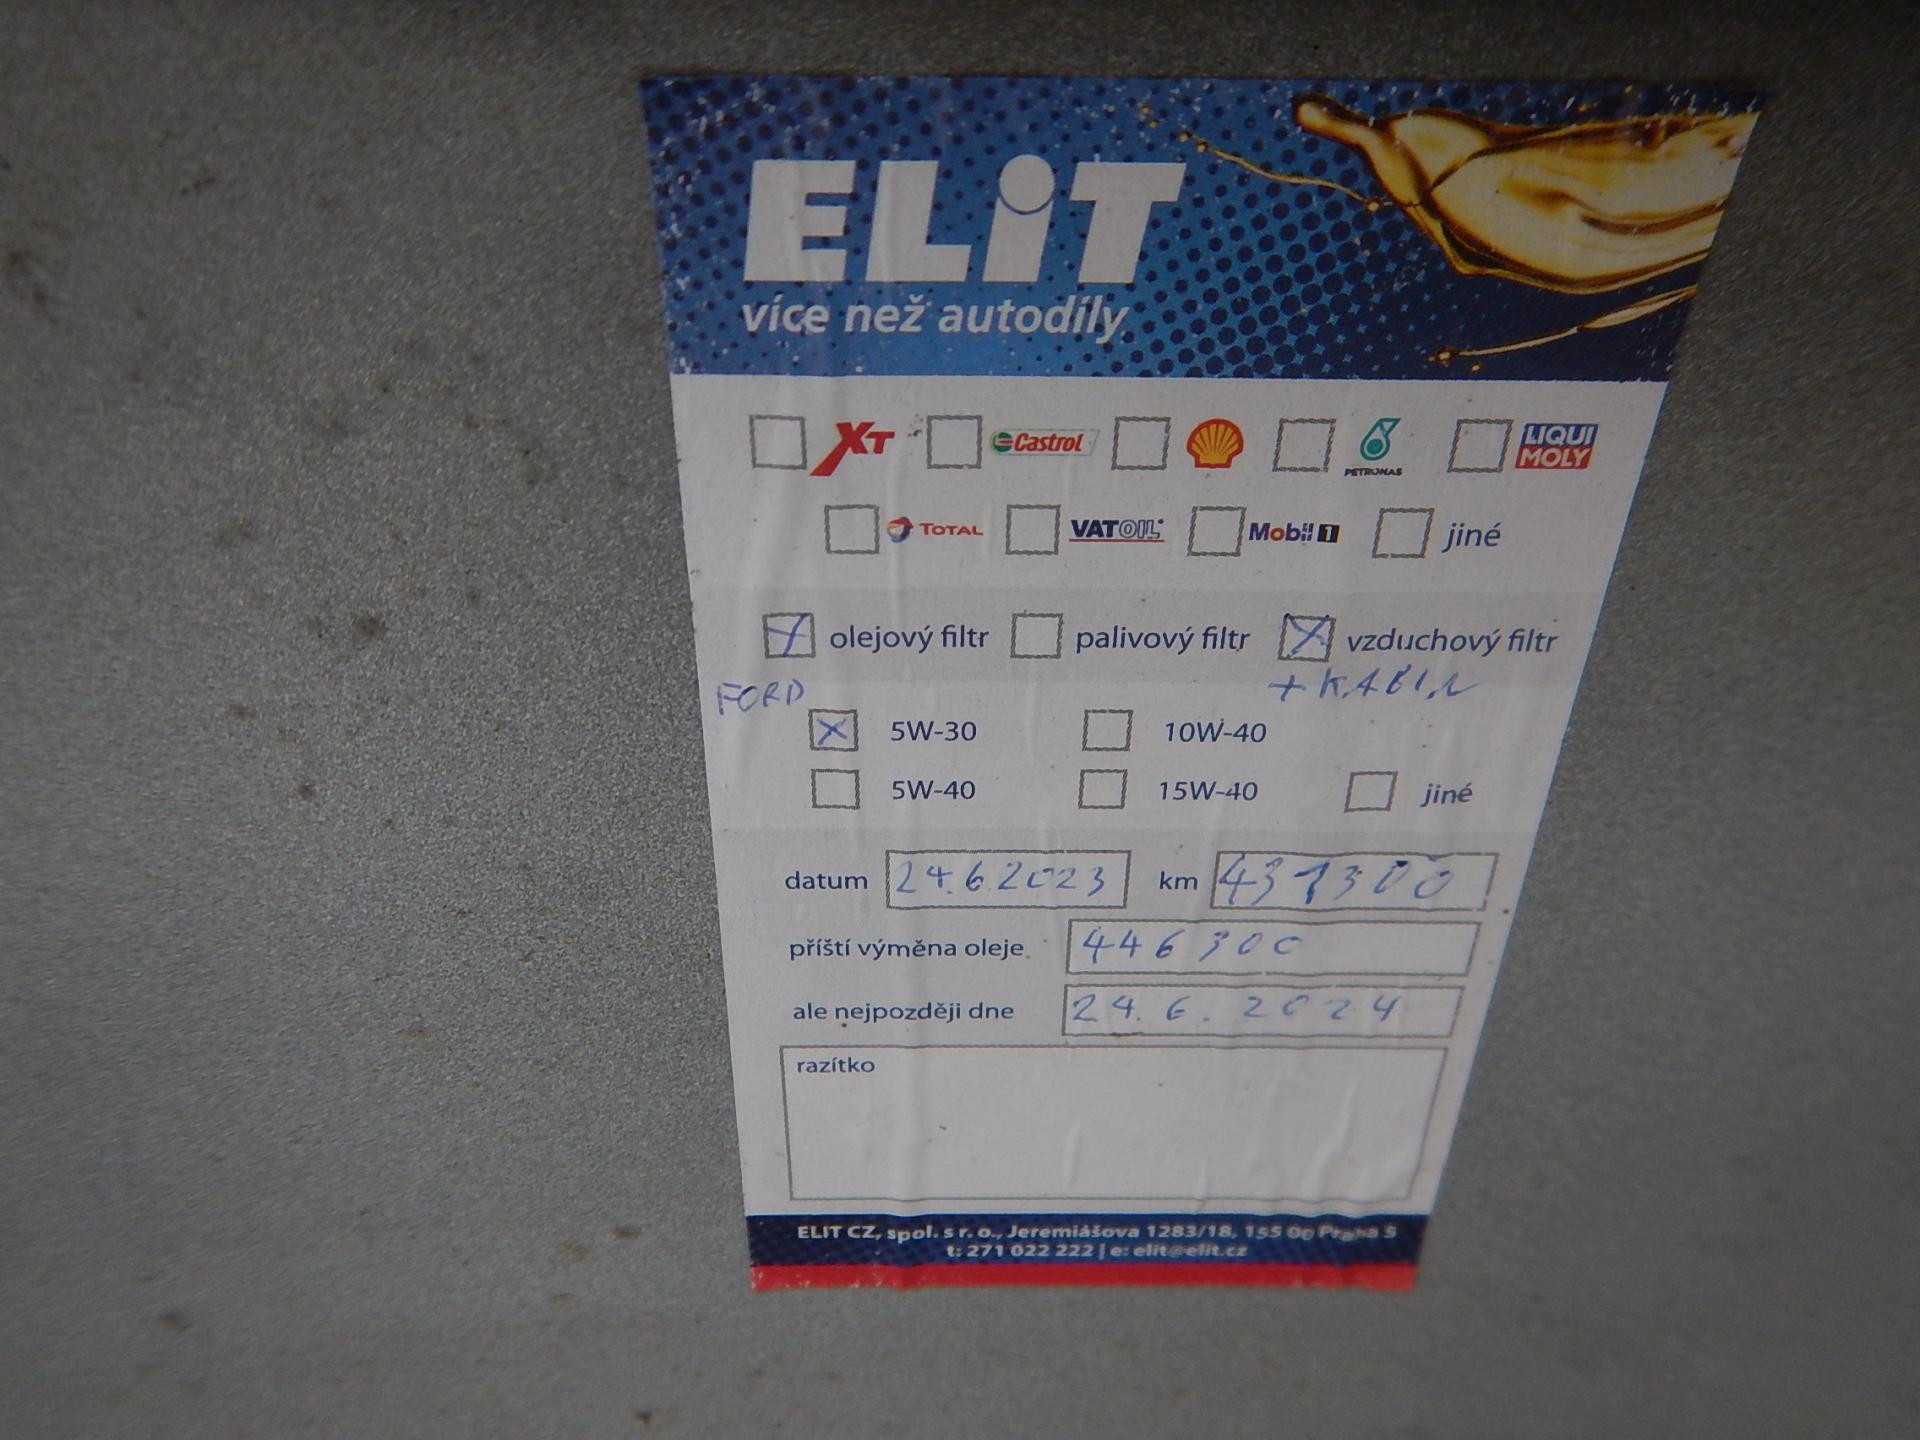 ELiT
více než autodíly
XT Castrol PETRONAS LIQUI MOLY
TOTAL VATOIL Mobil 1 jiné
olejový filtr palivový filtr vzduchový filtr
FORD + KABIN
5W-30 10W-40
5W-40 15W-40 jiné
datum 24.6.2023 km 431300
příští výměna oleje 446300
ale nejpozději dne 24.6.2024
razítko
ELIT CZ, spol. s r. o., Jeremiášova 1283/18, 155 00 Praha 5
t: 271 022 222 | e: elit@elit.cz